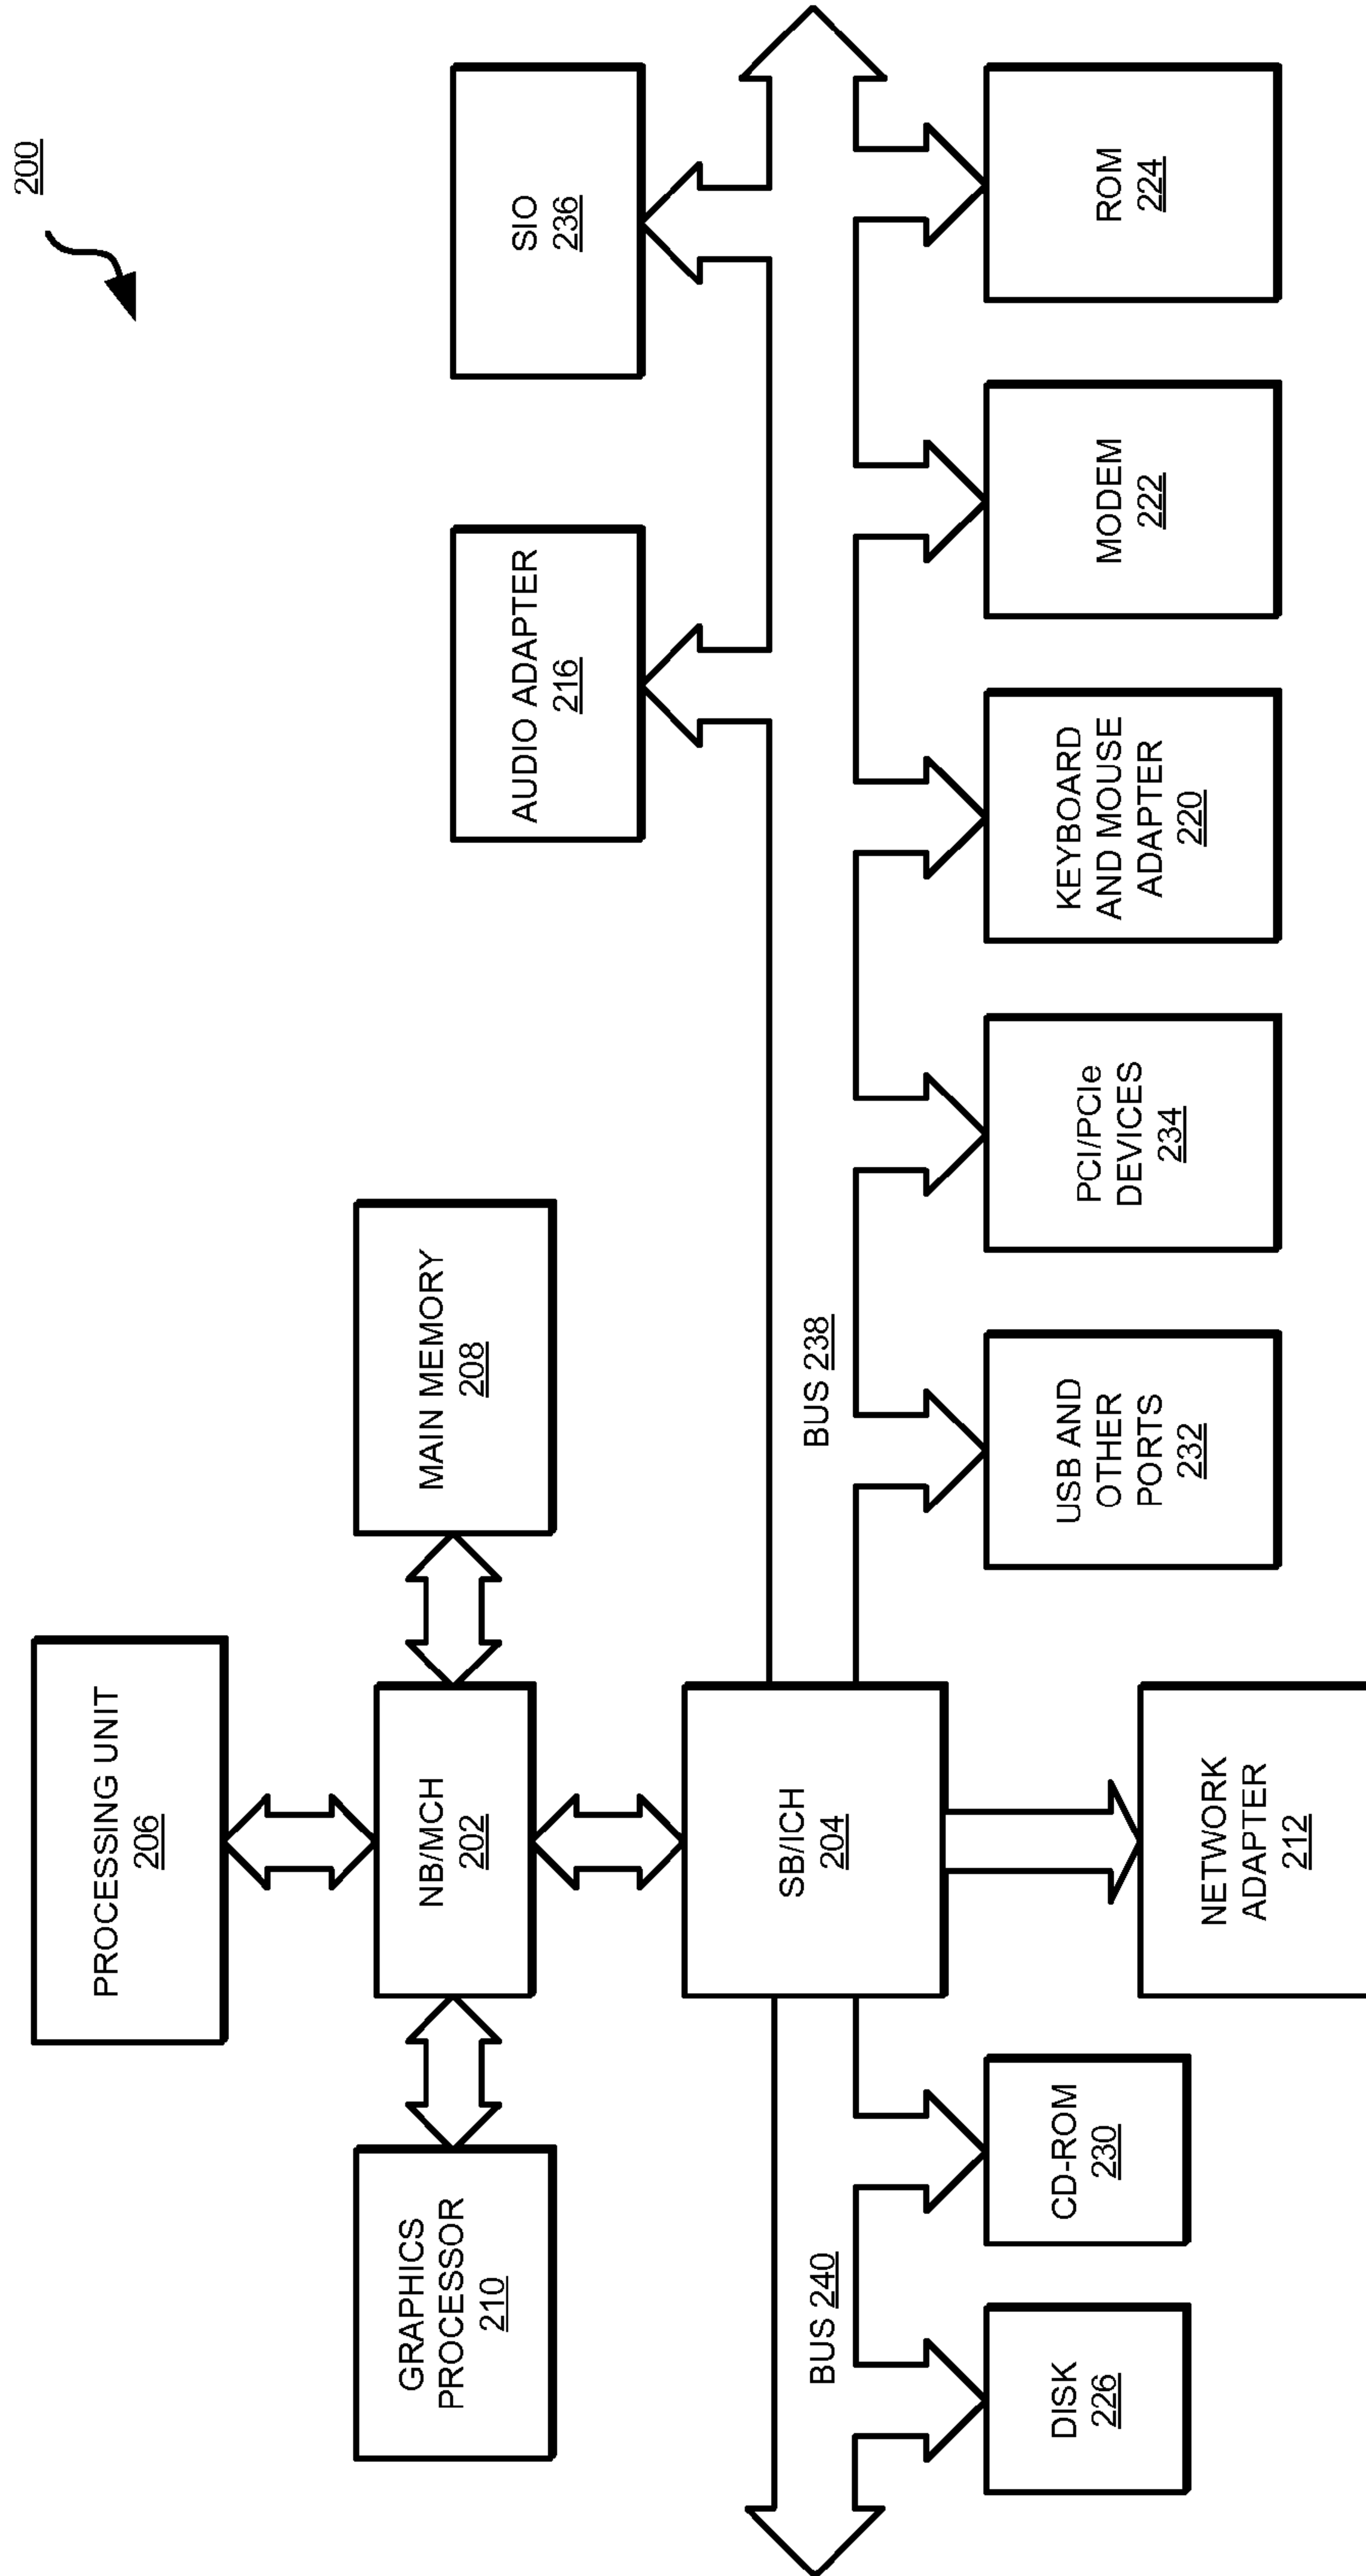 200
PROCESSING UNIT
206
GRAPHICS
PROCESSOR
210
NB/MCH
202
MAIN MEMORY
208
AUDIO ADAPTER
216
SIO
236
SB/ICH
204
BUS 240
BUS 238
DISK
226
CD-ROM
230
USB AND
OTHER
PORTS
232
PCI/PCIe
DEVICES
234
KEYBOARD
AND MOUSE
ADAPTER
220
MODEM
222
ROM
224
NETWORK
ADAPTER
212